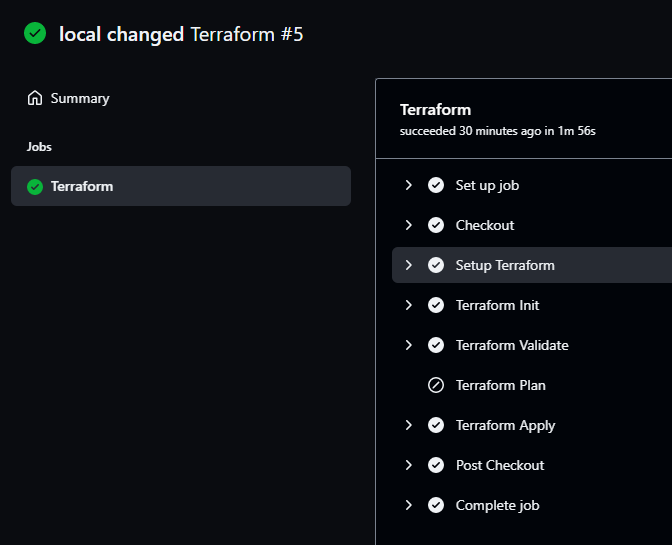 local changed Terraform #5
Summary
Jobs
Terraform
Terraform
succeeded 30 minutes ago in 1m 56s
Set up job
Checkout
Setup Terraform
Terraform Init
Terraform Validate
Terraform Plan
Terraform Apply
Post Checkout
Complete job